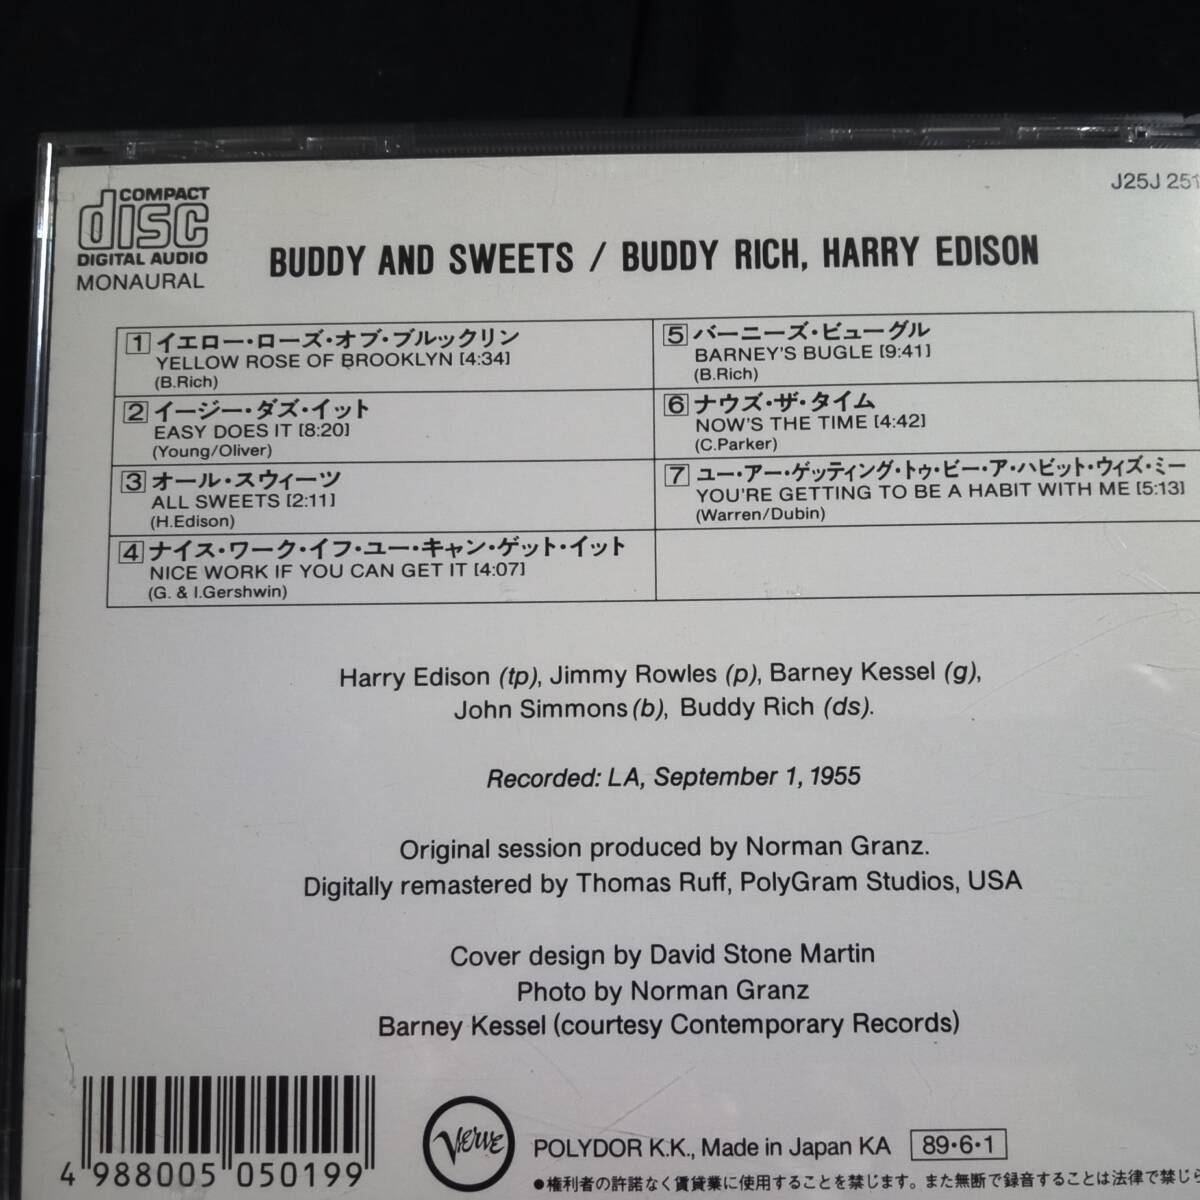 COMPACT
disc
DIGITAL AUDIO
MONAURAL
J25J 251
BUDDY AND SWEETS / BUDDY RICH, HARRY EDISON
1 イエロー・ローズ・オブ・ブルックリン
YELLOW ROSE OF BROOKLYN [4:34]
(B.Rich)
2 イージー・ダズ・イット
EASY DOES IT [8:20]
(Young/Oliver)
3 オール・スウィーツ
ALL SWEETS [2:11]
(H.Edison)
4 ナイス・ワーク・イフ・ユー・キャン・ゲット・イット
NICE WORK IF YOU CAN GET IT [4:07]
(G. & I.Gershwin)
5 バーニーズ・ビューグル
BARNEY'S BUGLE [9:41]
(B.Rich)
6 ナウズ・ザ・タイム
NOW'S THE TIME [4:42]
(C.Parker)
7 ユー・アー・ゲッティング・トゥ・ビー・ア・ハビット・ウィズ・ミー
YOU'RE GETTING TO BE A HABIT WITH ME [5:13]
(Warren/Dubin)
Harry Edison (tp), Jimmy Rowles (p), Barney Kessel (g),
John Simmons (b), Buddy Rich (ds).
Recorded: LA, September 1, 1955
Original session produced by Norman Granz.
Digitally remastered by Thomas Ruff, PolyGram Studios, USA
Cover design by David Stone Martin
Photo by Norman Granz
Barney Kessel (courtesy Contemporary Records)
4 988005 050199
Verve
POLYDOR K.K., Made in Japan KA 89・6・1
●権利者の許諾なく賃貸業に使用することを禁じます。また無断で録音することは法律で禁じ